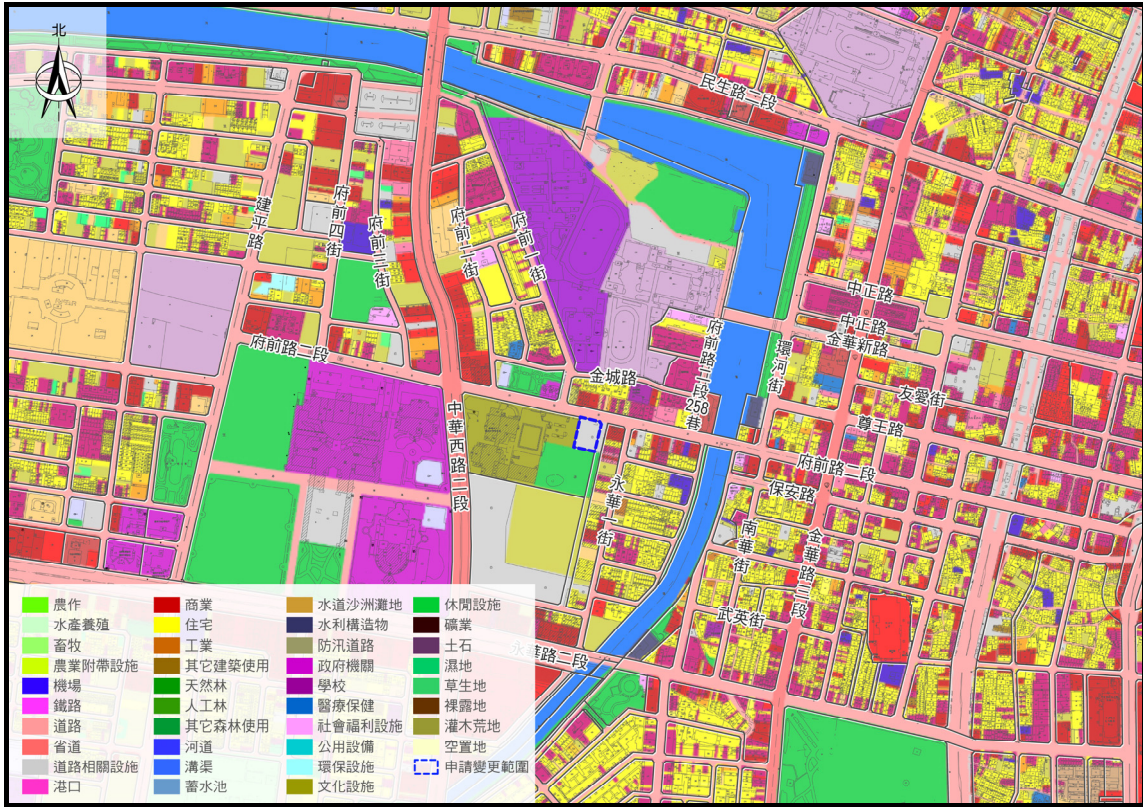 北
民生路二段
建平路
府前四街
府前三街
府前二街
府前一街
中正路
中正路
金華新路
府前路二段
金城路
府前路二段258巷
環河街
友愛街
尊王路
中華西路二段
府前路二段
保安路
永華一街
南華街
金華路三段
武英街
永華路二段
農作
水產養殖
畜牧
農業附帶設施
機場
鐵路
道路
省道
道路相關設施
港口
商業
住宅
工業
其它建築使用
天然林
人工林
其它森林使用
河道
溝渠
蓄水池
水道沙洲灘地
水利構造物
防汛道路
政府機關
學校
醫療保健
社會福利設施
公用設備
環保設施
文化設施
休閒設施
礦業
土石
濕地
草生地
裸露地
灌木荒地
空置地
申請變更範圍